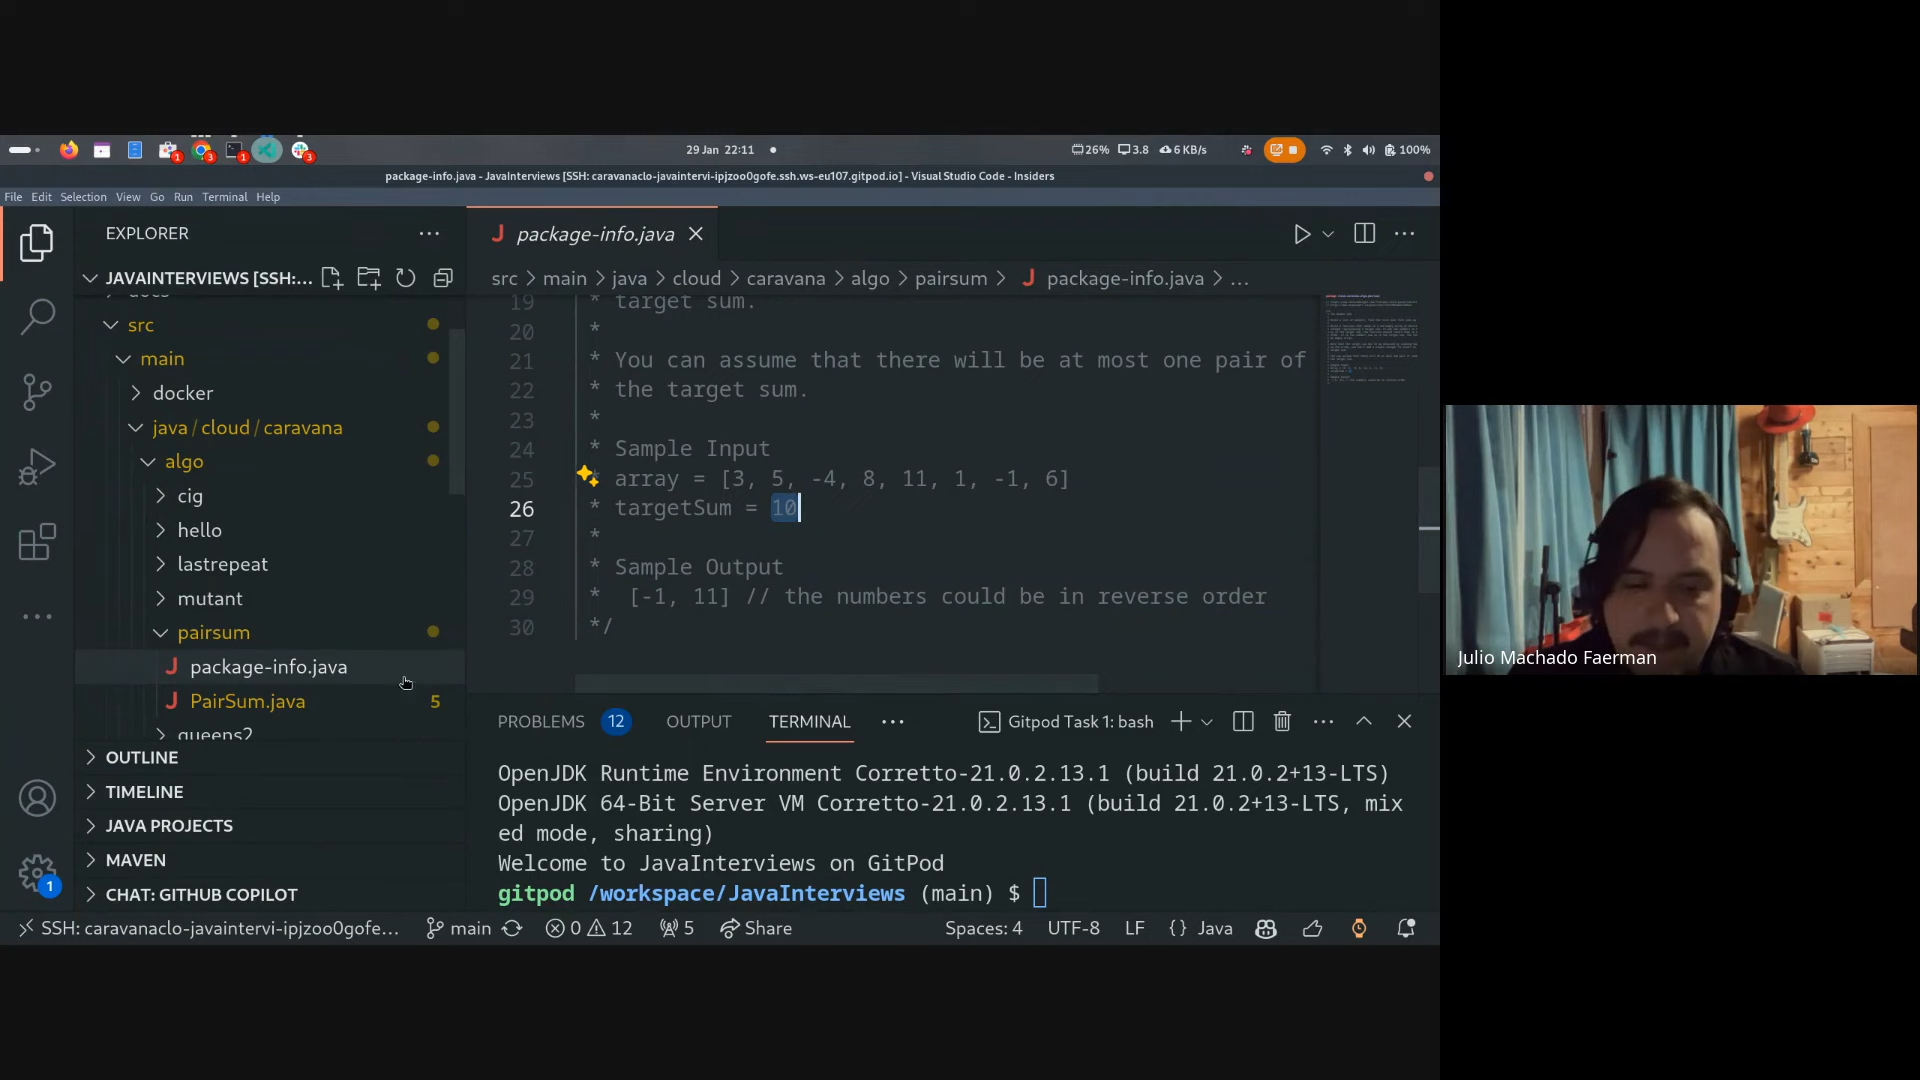 29 Jan 22:11
26%
3.8
6 KB/s
100%
package-info.java - JavaInterviews [SSH: caravanaclo-javaintervi-ipjzoo0gofe.ssh.ws-eu107.gitpod.io] - Visual Studio Code - Insiders
File Edit Selection View Go Run Terminal Help
EXPLORER
JAVAINTERVIEWS [SSH:...
docs
src
main
docker
java / cloud / caravana
algo
cig
hello
lastrepeat
mutant
pairsum
package-info.java
PairSum.java 5
queens2
OUTLINE
TIMELINE
JAVA PROJECTS
MAVEN
CHAT: GITHUB COPILOT
package-info.java
src > main > java > cloud > caravana > algo > pairsum > package-info.java > ...
19 * target sum.
20 *
21 * You can assume that there will be at most one pair of
22 * the target sum.
23 *
24 * Sample Input
25 * array = [3, 5, -4, 8, 11, 1, -1, 6]
26 * targetSum = 10
27 *
28 * Sample Output
29 * [-1, 11] // the numbers could be in reverse order
30 */
PROBLEMS 12 OUTPUT TERMINAL ... Gitpod Task 1: bash
OpenJDK Runtime Environment Corretto-21.0.2.13.1 (build 21.0.2+13-LTS)
OpenJDK 64-Bit Server VM Corretto-21.0.2.13.1 (build 21.0.2+13-LTS, mix
ed mode, sharing)
Welcome to JavaInterviews on GitPod
gitpod /workspace/JavaInterviews (main) $
1
SSH: caravanaclo-javaintervi-ipjzoo0gofe... main 0 12 5 Share Spaces: 4 UTF-8 LF {} Java
Julio Machado Faerman